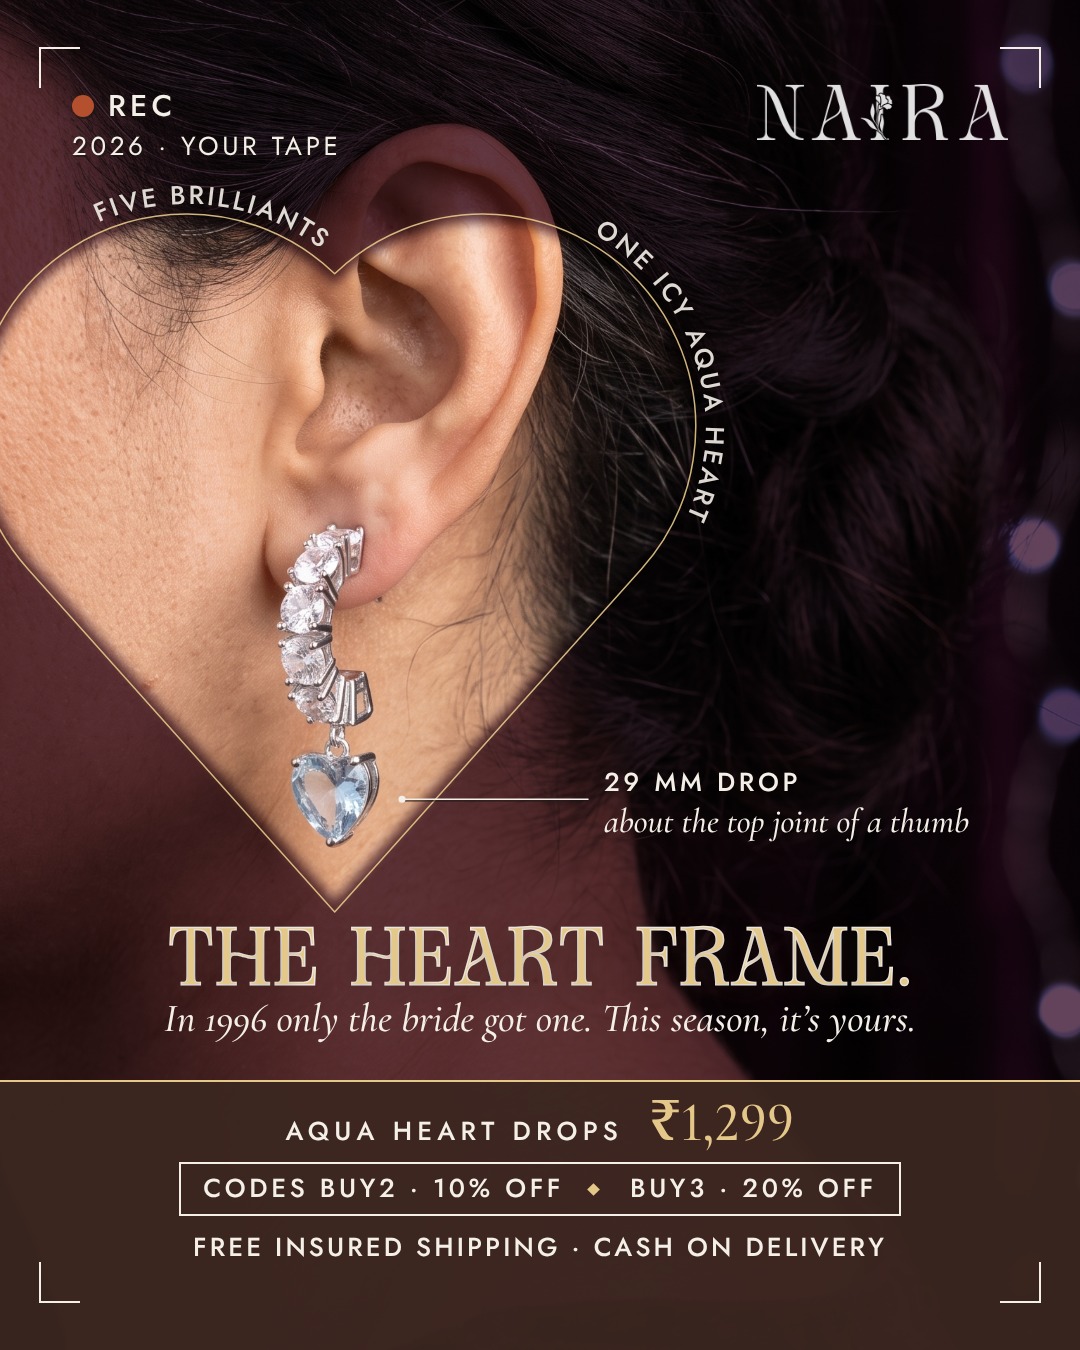 REC
2026 · YOUR TAPE
NAIRA
FIVE BRILLIANTS
ONE ICY AQUA HEART
29 MM DROP
about the top joint of a thumb
THE HEART FRAME.
In 1996 only the bride got one. This season, it’s yours.
AQUA HEART DROPS ₹1,299
CODES BUY2 · 10% OFF ◆ BUY3 · 20% OFF
FREE INSURED SHIPPING · CASH ON DELIVERY